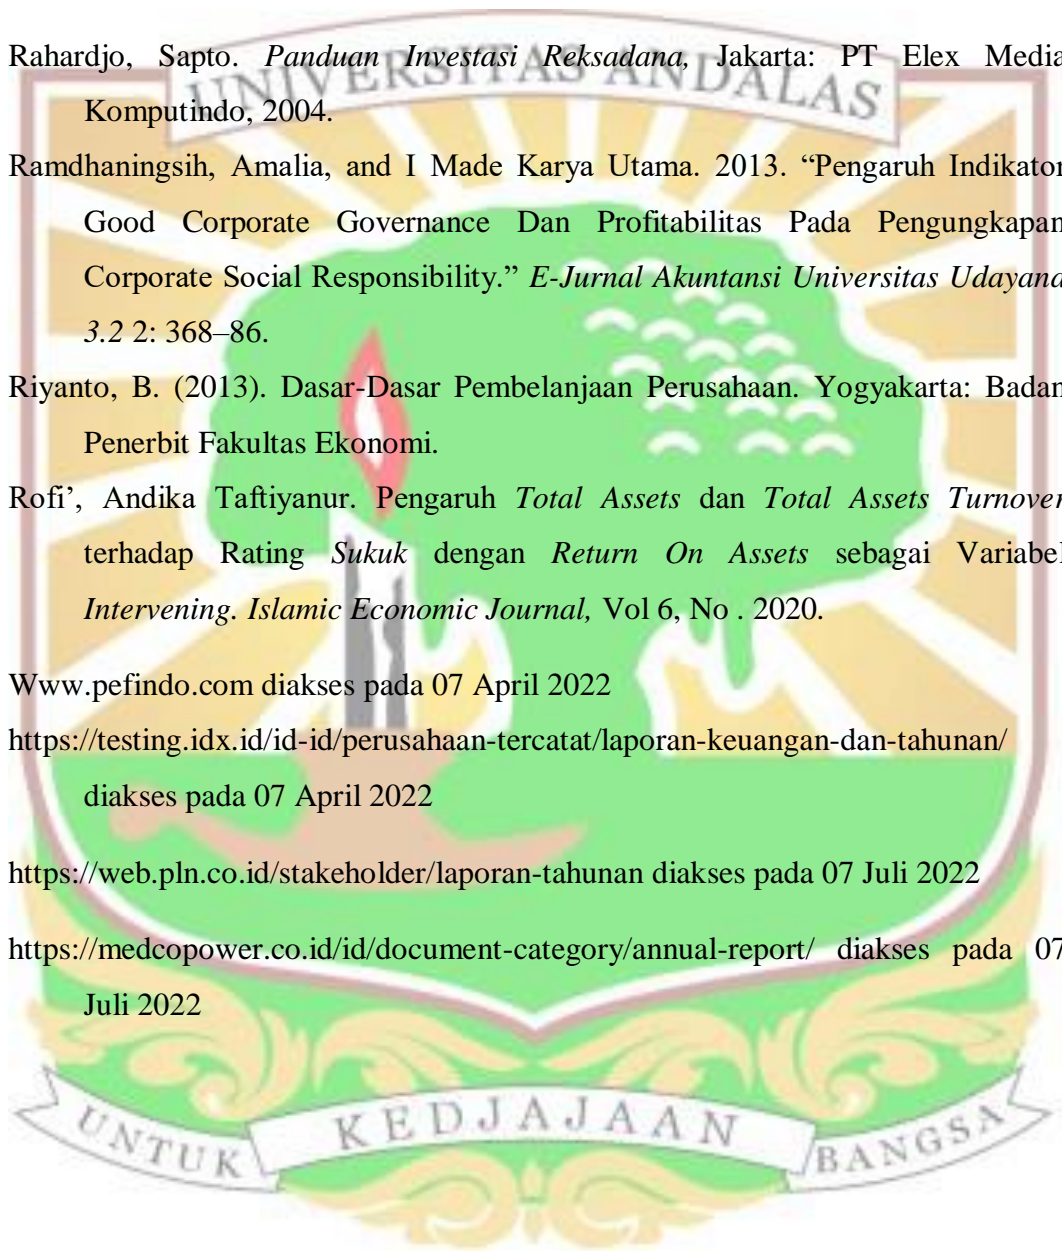 Rahardjo, Sapto. Panduan Investasi Reksadana, Jakarta: PT Elex Media
UNIVERSITAS ANDALAS
Komputindo, 2004.
Ramdhaningsih, Amalia, and I Made Karya Utama. 2013. “Pengaruh Indikator
Good Corporate Governance Dan Profitabilitas Pada Pengungkapan
Corporate Social Responsibility.” E-Jurnal Akuntansi Universitas Udayana
3.2 2: 368–86.
Riyanto, B. (2013). Dasar-Dasar Pembelanjaan Perusahaan. Yogyakarta: Badan
Penerbit Fakultas Ekonomi.
Rofi’, Andika Taftiyanur. Pengaruh Total Assets dan Total Assets Turnover
terhadap Rating Sukuk dengan Return On Assets sebagai Variabel
Intervening. Islamic Economic Journal, Vol 6, No . 2020.
Www.pefindo.com diakses pada 07 April 2022
https://testing.idx.id/id-id/perusahaan-tercatat/laporan-keuangan-dan-tahunan/
diakses pada 07 April 2022
https://web.pln.co.id/stakeholder/laporan-tahunan diakses pada 07 Juli 2022
https://medcopower.co.id/id/document-category/annual-report/ diakses pada 07
Juli 2022
UNTUK KEDJAJAAN BANGSA